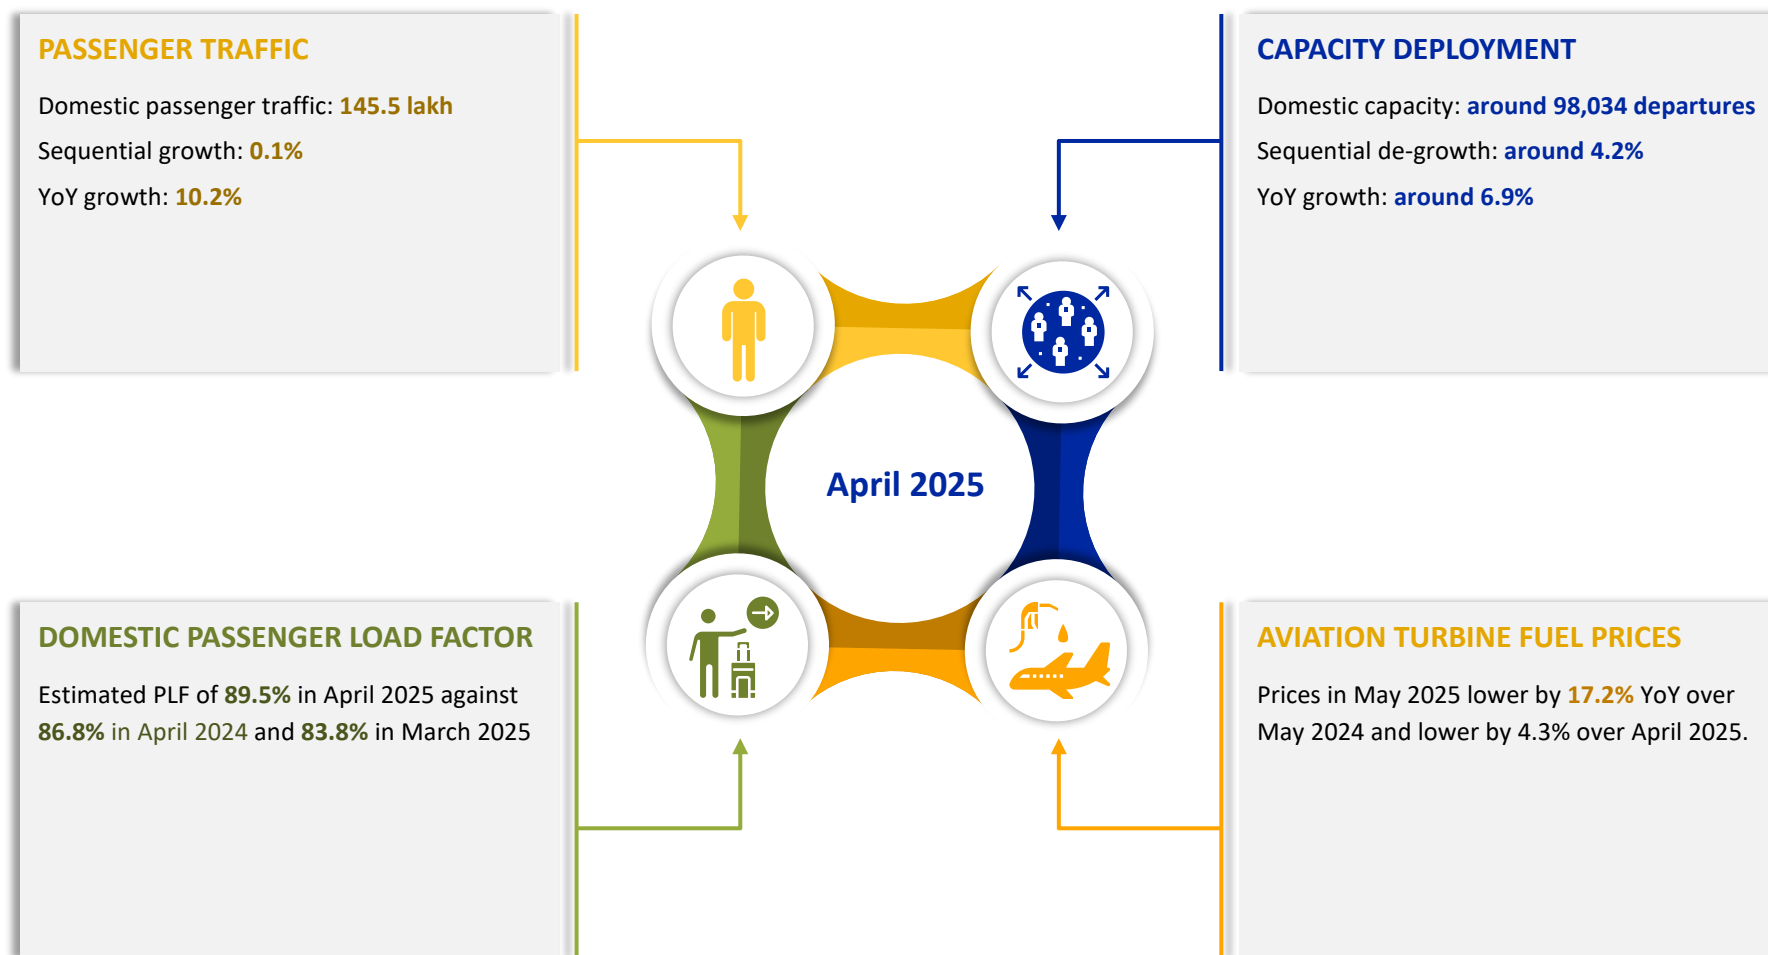 PASSENGER TRAFFIC
Domestic passenger traffic: 145.5 lakh
Sequential growth: 0.1%
YoY growth: 10.2%
CAPACITY DEPLOYMENT
Domestic capacity: around 98,034 departures
Sequential de-growth: around 4.2%
YoY growth: around 6.9%
April 2025
DOMESTIC PASSENGER LOAD FACTOR
Estimated PLF of 89.5% in April 2025 against
86.8% in April 2024 and 83.8% in March 2025
AVIATION TURBINE FUEL PRICES
Prices in May 2025 lower by 17.2% YoY over
May 2024 and lower by 4.3% over April 2025.